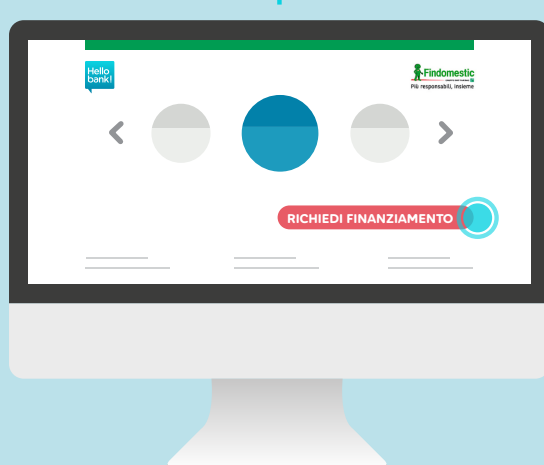 Hello
bank!
Findomestic
Più responsabili, insieme
RICHIEDI FINANZIAMENTO